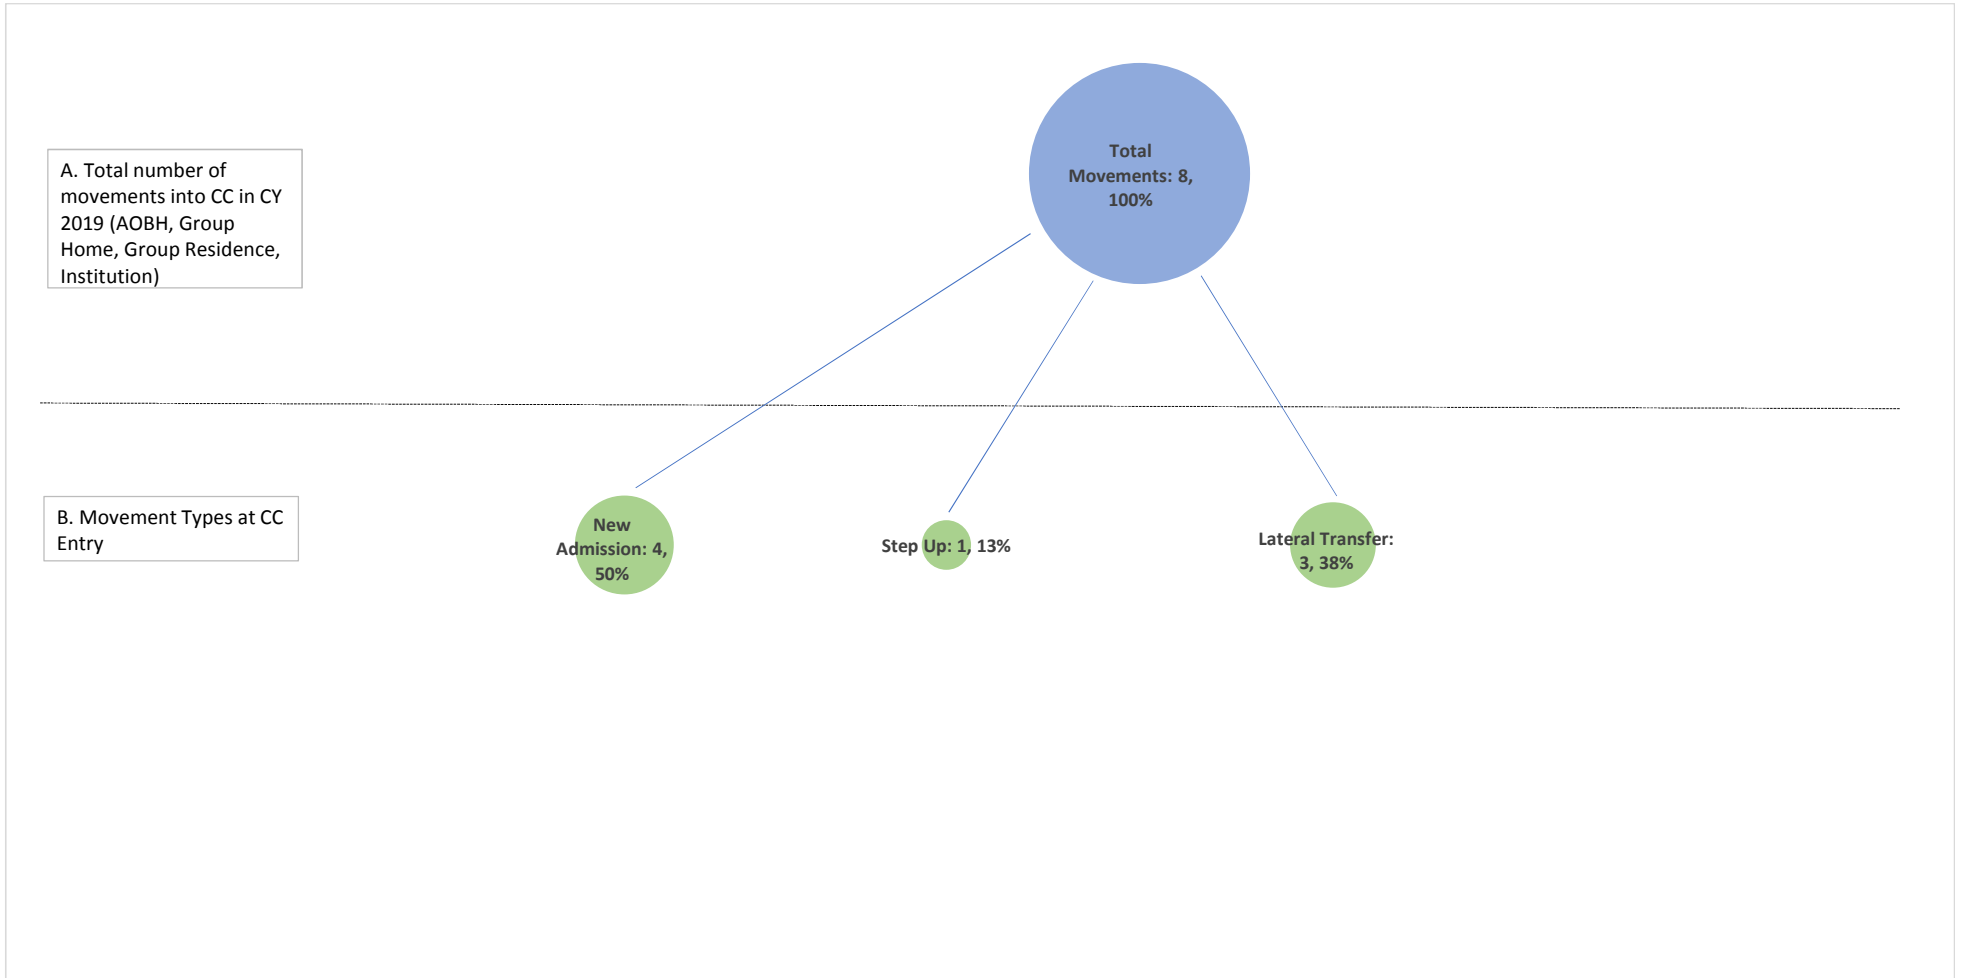 Total
Movements: 8,
100%
A. Total number of
movements into CC in CY
2019 (AOBH, Group
Home, Group Residence,
Institution)
B. Movement Types at CC
Entry
New
Admission: 4,
50%
Step Up: 1, 13%
Lateral Transfer:
3, 38%